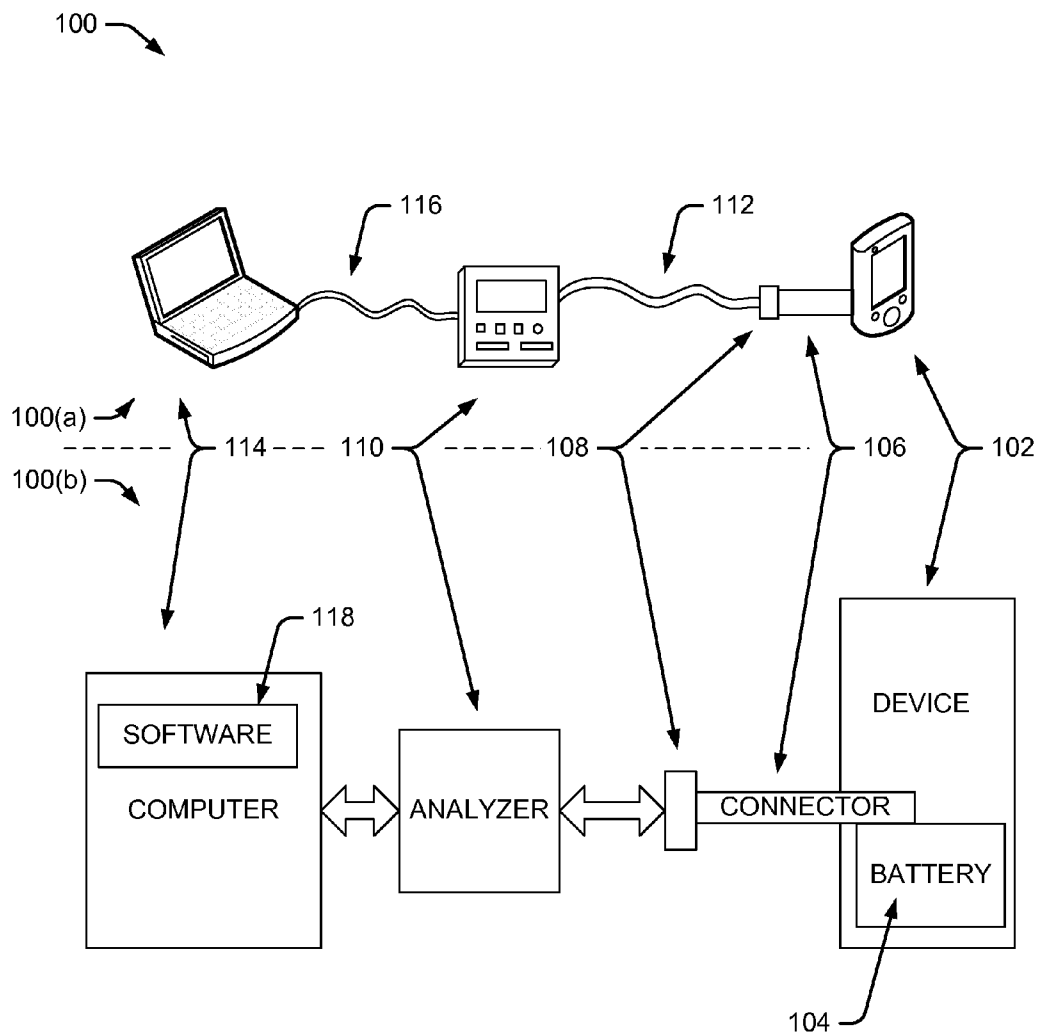 100
116
112
100(a)
114
110
108
106
102
100(b)
118
DEVICE
SOFTWARE
COMPUTER
ANALYZER
CONNECTOR
BATTERY
104